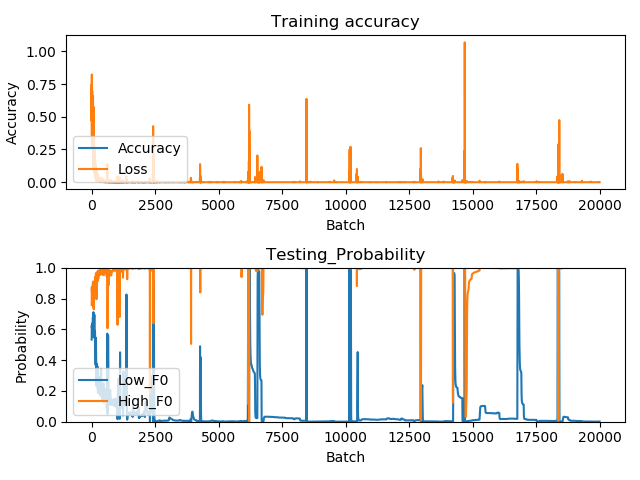 Training accuracy
1.00
0.75
0.50
0.25
0.00
Accuracy
Accuracy
Loss
0 2500 5000 7500 10000 12500 15000 17500 20000
Batch
Testing_Probability
1.0
0.8
0.6
0.4
0.2
0.0
Probability
Low_F0
High_F0
0 2500 5000 7500 10000 12500 15000 17500 20000
Batch